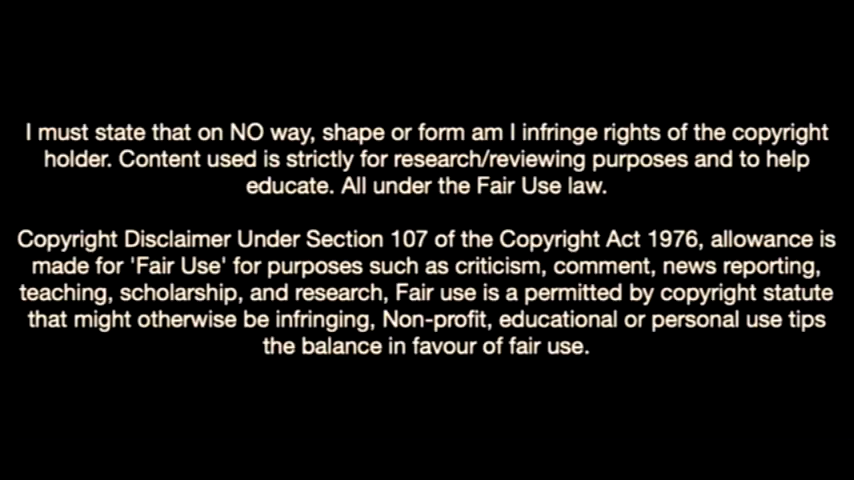 I must state that on NO way, shape or form am I infringe rights of the copyright
holder. Content used is strictly for research/reviewing purposes and to help
educate. All under the Fair Use law.
Copyright Disclaimer Under Section 107 of the Copyright Act 1976, allowance is
made for 'Fair Use' for purposes such as criticism, comment, news reporting,
teaching, scholarship, and research, Fair use is a permitted by copyright statute
that might otherwise be infringing, Non-profit, educational or personal use tips
the balance in favour of fair use.